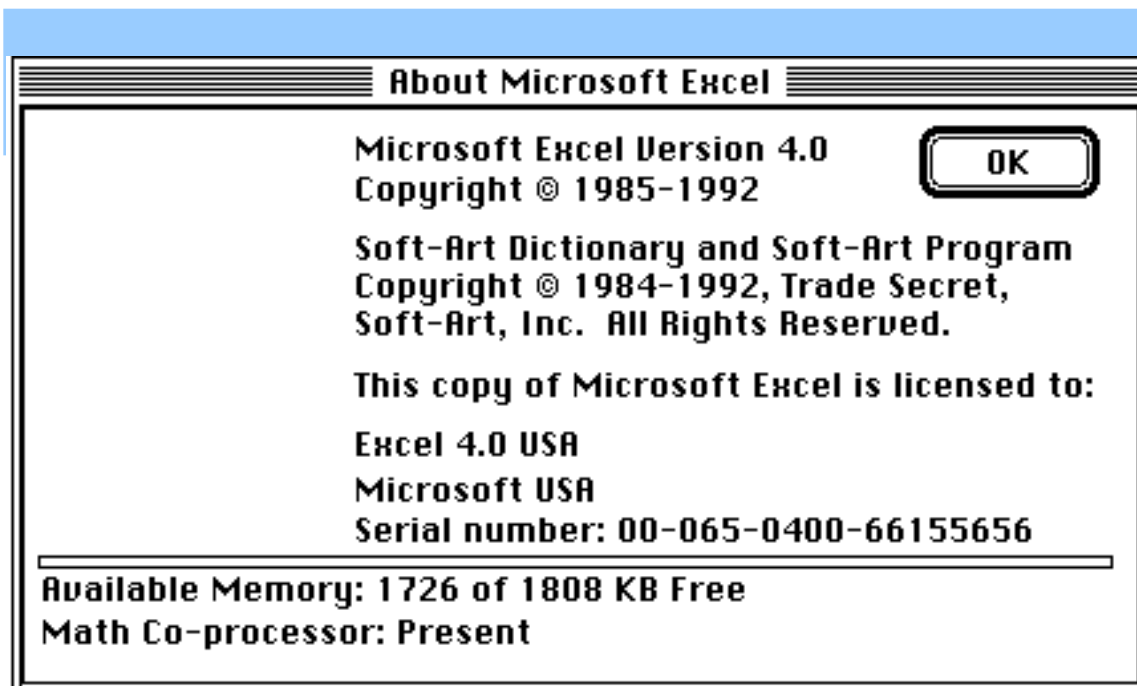 About Microsoft Excel
Microsoft Excel Version 4.0
OK
Copyright © 1985-1992
Soft-Art Dictionary and Soft-Art Program
Copyright © 1984-1992, Trade Secret,
Soft-Art, Inc.  All Rights Reserved.
This copy of Microsoft Excel is licensed to:
Excel 4.0 USA
Microsoft USA
Serial number: 00-065-0400-66155656
Available Memory: 1726 of 1808 KB Free
Math Co-processor: Present